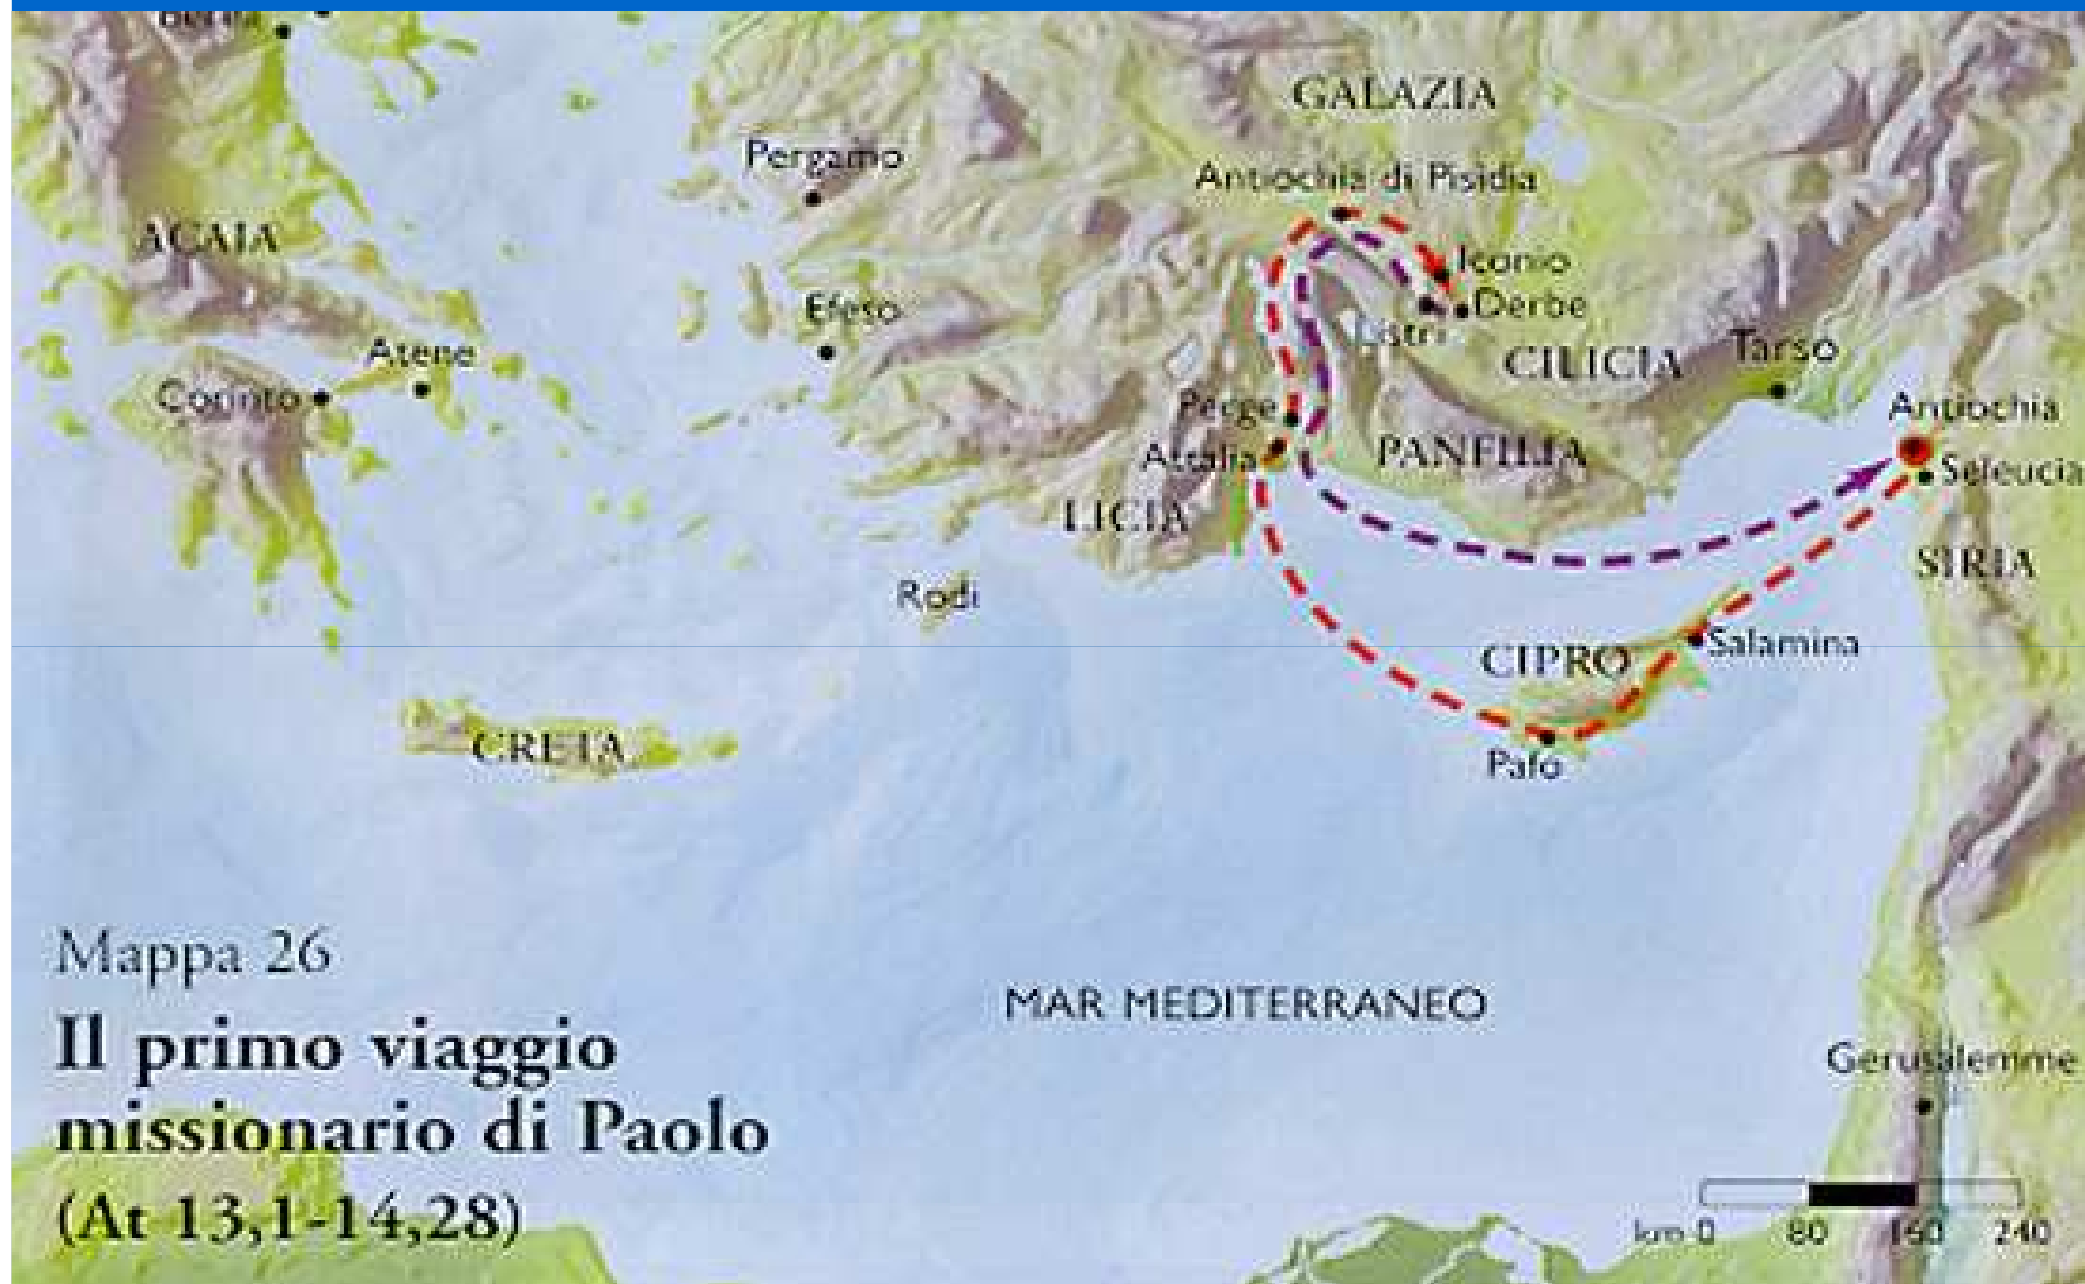 GALAZIA
Pergamo
Antiochia di Pisidia
ACAIA
Iconio
Efeso
Derbe
Listri
Atene
CILICIA
Tarso
Corinto
Perge
Antiochia
Attalia
PANFILIA
Seleucia
LICIA
SIRIA
Rodi
CIPRO
Salamina
CRETA
Pafo
Mappa 26
MAR MEDITERRANEO
Il primo viaggio
missionario di Paolo
Gerusalemme
(At 13,1-14,28)
km 0 80 160 240